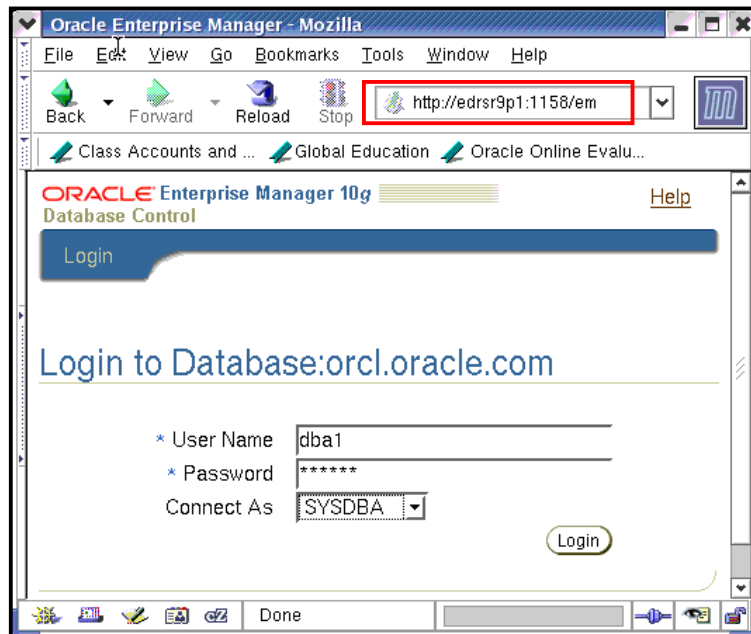 Oracle Enterprise Manager - Mozilla
File Edit View Go Bookmarks Tools Window Help
Back Forward Reload Stop http://edrsr9p1:1158/em
Class Accounts and ... Global Education Oracle Online Evalu...
ORACLE Enterprise Manager 10g
Database Control
Help
Login
Login to Database:orcl.oracle.com
* User Name dba1
* Password ******
Connect As SYSDBA
Login
Done